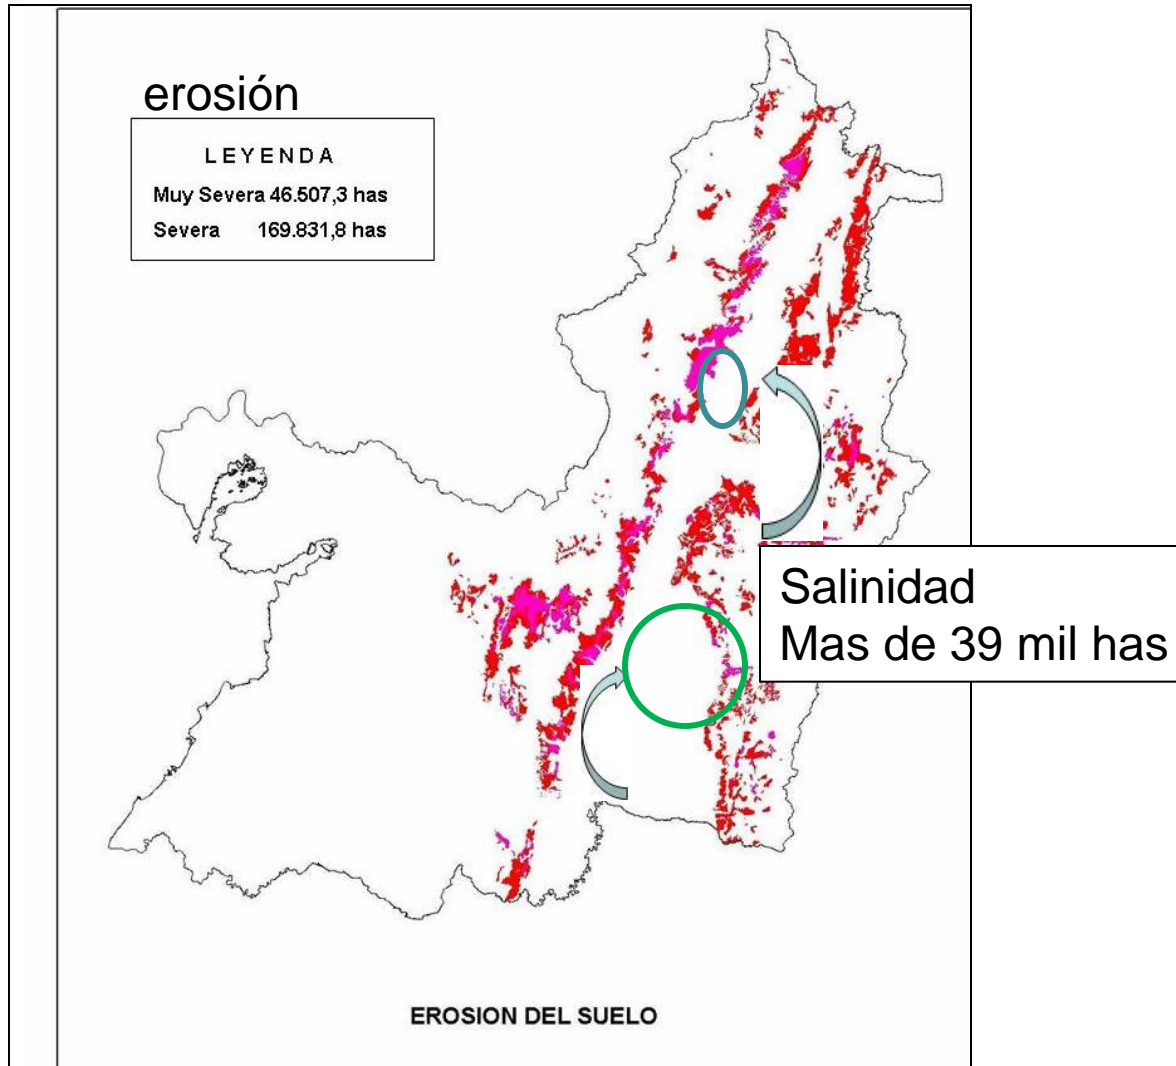 erosión
LEYENDA
Muy Severa 46.507,3 has
Severa 169.831,8 has
Salinidad
Mas de 39 mil has
EROSION DEL SUELO